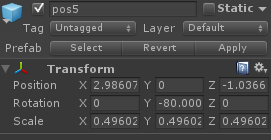 pos5 Static
Tag Untagged Layer Default
Prefab Select Revert Apply
Transform
Position X 2.98607 Y 0 Z -1.0366
Rotation X 0 Y -80.000 Z 0
Scale X 0.49602 Y 0.49602 Z 0.49602